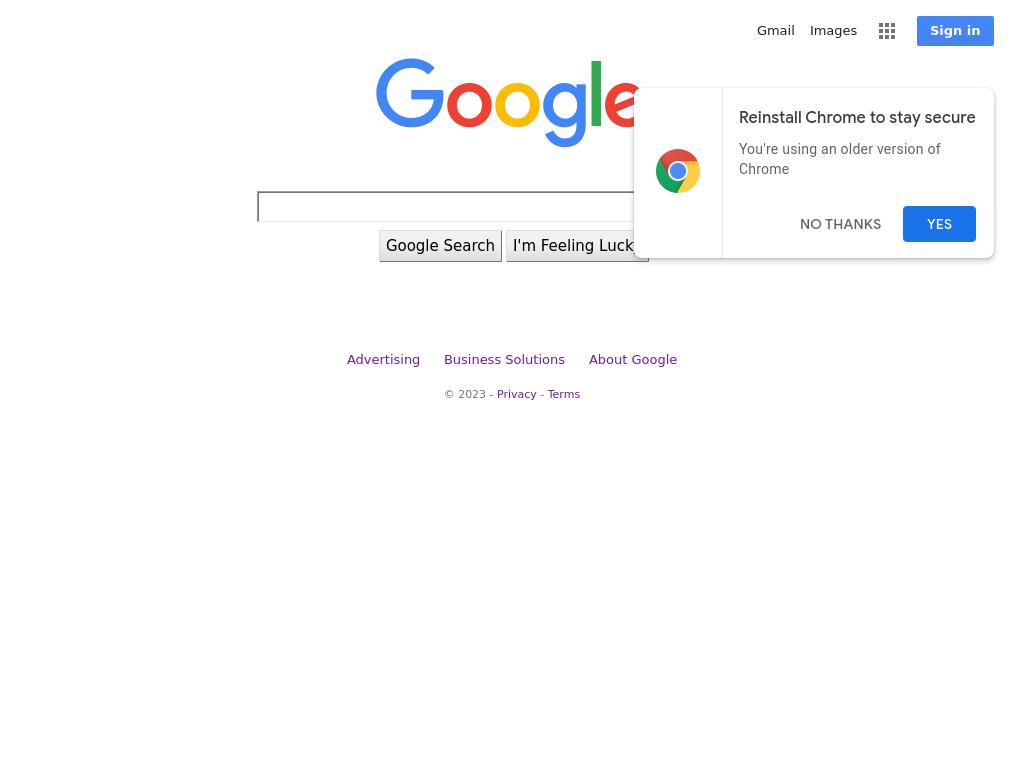 Gmail Images Sign in
Google
Reinstall Chrome to stay secure
You're using an older version of
Chrome
NO THANKS YES
Google Search I'm Feeling Luck
Advertising Business Solutions About Google
© 2023 - Privacy - Terms